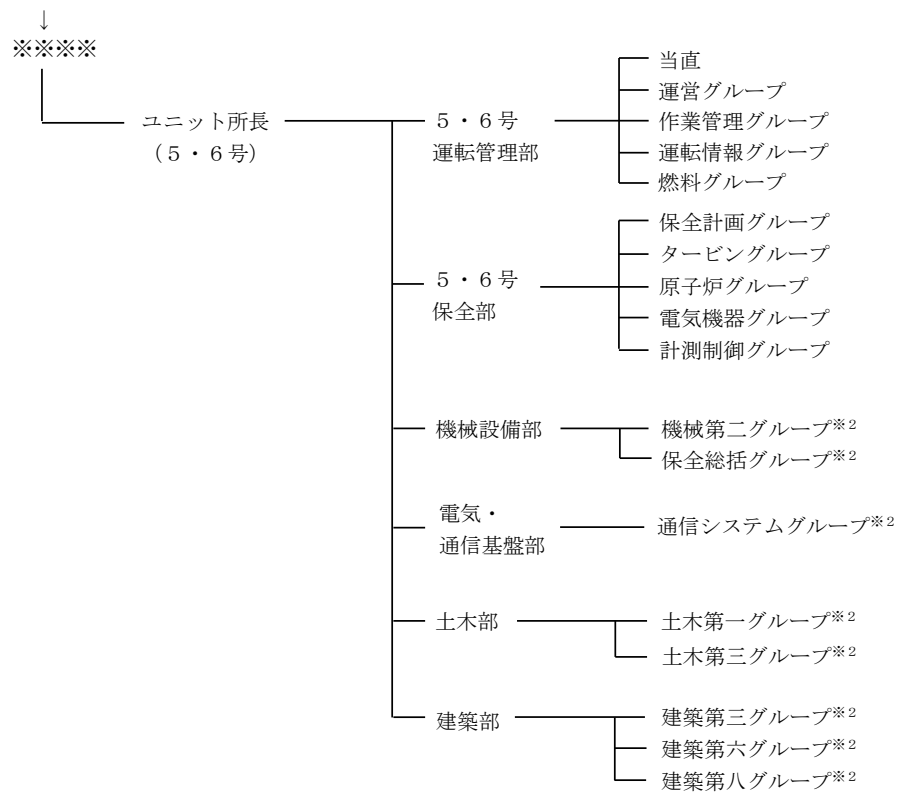 ↓
※※※※
ユニット所長
（５・６号）
５・６号
運転管理部
当直
運営グループ
作業管理グループ
運転情報グループ
燃料グループ
５・６号
保全部
保全計画グループ
タービングループ
原子炉グループ
電気機器グループ
計測制御グループ
機械設備部
機械第二グループ※２
保全総括グループ※２
電気・
通信基盤部
通信システムグループ※２
土木部
土木第一グループ※２
土木第三グループ※２
建築部
建築第三グループ※２
建築第六グループ※２
建築第八グループ※２